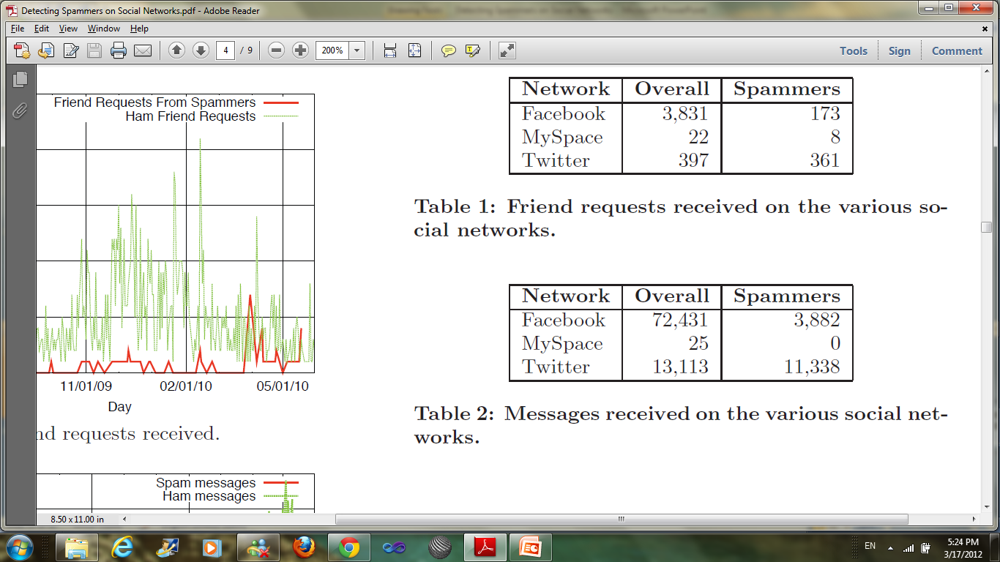 Detecting Spammers on Social Networks.pdf - Adobe Reader
File Edit View Window Help
4 / 9 200% Tools Sign Comment
Friend Requests From Spammers
Ham Friend Requests
11/01/09 02/01/10 05/01/10
Day
nd requests received.
Spam messages
Ham messages
Network Overall Spammers
Facebook 3,831 173
MySpace 22 8
Twitter 397 361
Table 1: Friend requests received on the various so-
cial networks.
Network Overall Spammers
Facebook 72,431 3,882
MySpace 25 0
Twitter 13,113 11,338
Table 2: Messages received on the various social net-
works.
8.50 x 11.00 in
EN 5:24 PM
3/17/2012